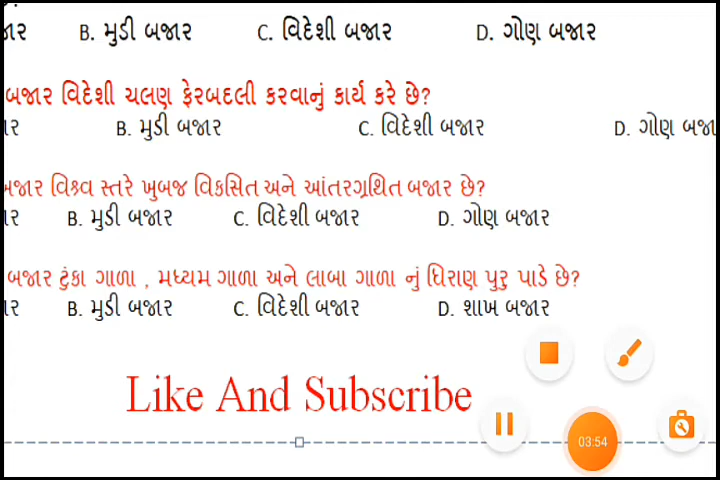 B. મુડી બજાર C. વિદેશી બજાર D. ગોણ બજાર
બજાર વિદેશી ચલણ ફેરબદલી કરવાનું કાર્ય કરે છે?
B. મુડી બજાર C. વિદેશી બજાર D. ગોણ બજા
બજાર વિશ્ર્વ સ્તરે ખુબજ વિકસિત અને આંતરગ્રથિત બજાર છે?
B. મુડી બજાર C. વિદેશી બજાર D. ગોણ બજાર
બજાર ટુંકા ગાળા , મધ્યમ ગાળા અને લાબા ગાળા નું ધિરાણ પુરુ પાડે છે?
B. મુડી બજાર C. વિદેશી બજાર D. શાખ બજાર
Like And Subscribe
03:54